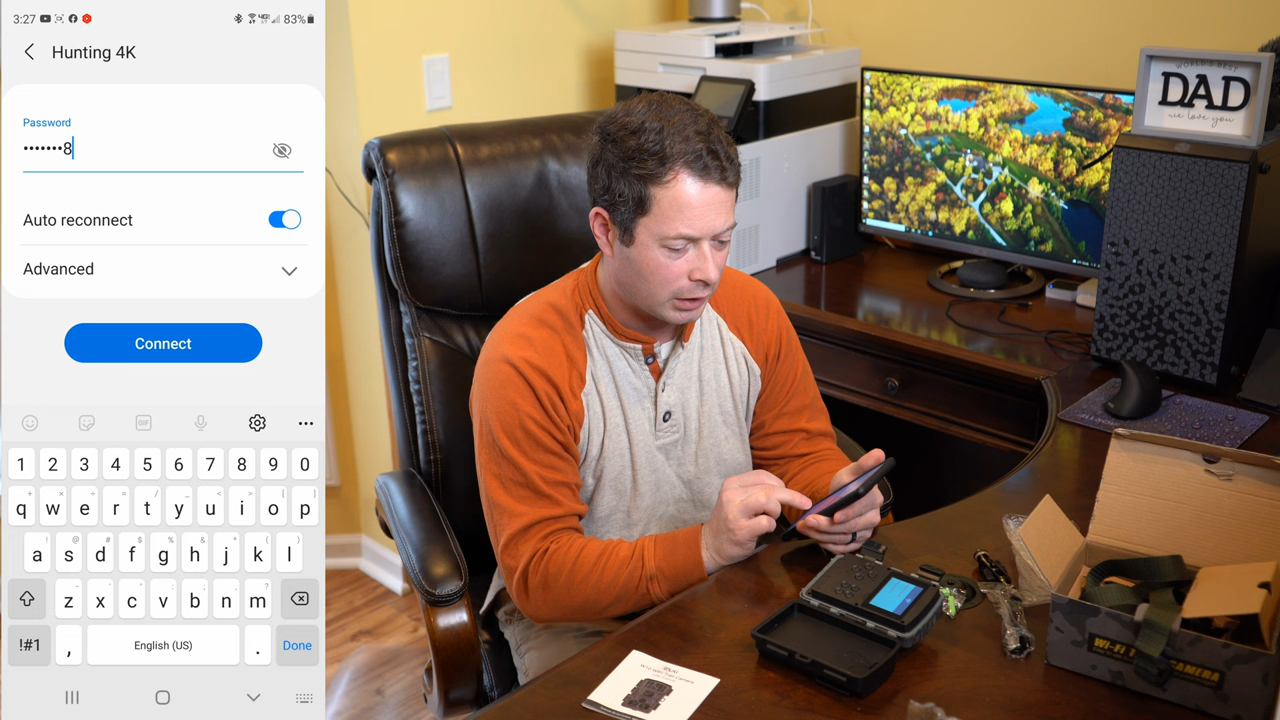 3:27
83%
Hunting 4K
Password
•••••••8
Auto reconnect
Advanced
Connect
GIF
1 2 3 4 5 6 7 8 9 0
q w e r t y u i o p
a s d f g h j k l
z x c v b n m
!#1 , English (US) . Done
WORLD'S BEST
DAD
we love you
Wi-Fi T CAMERA